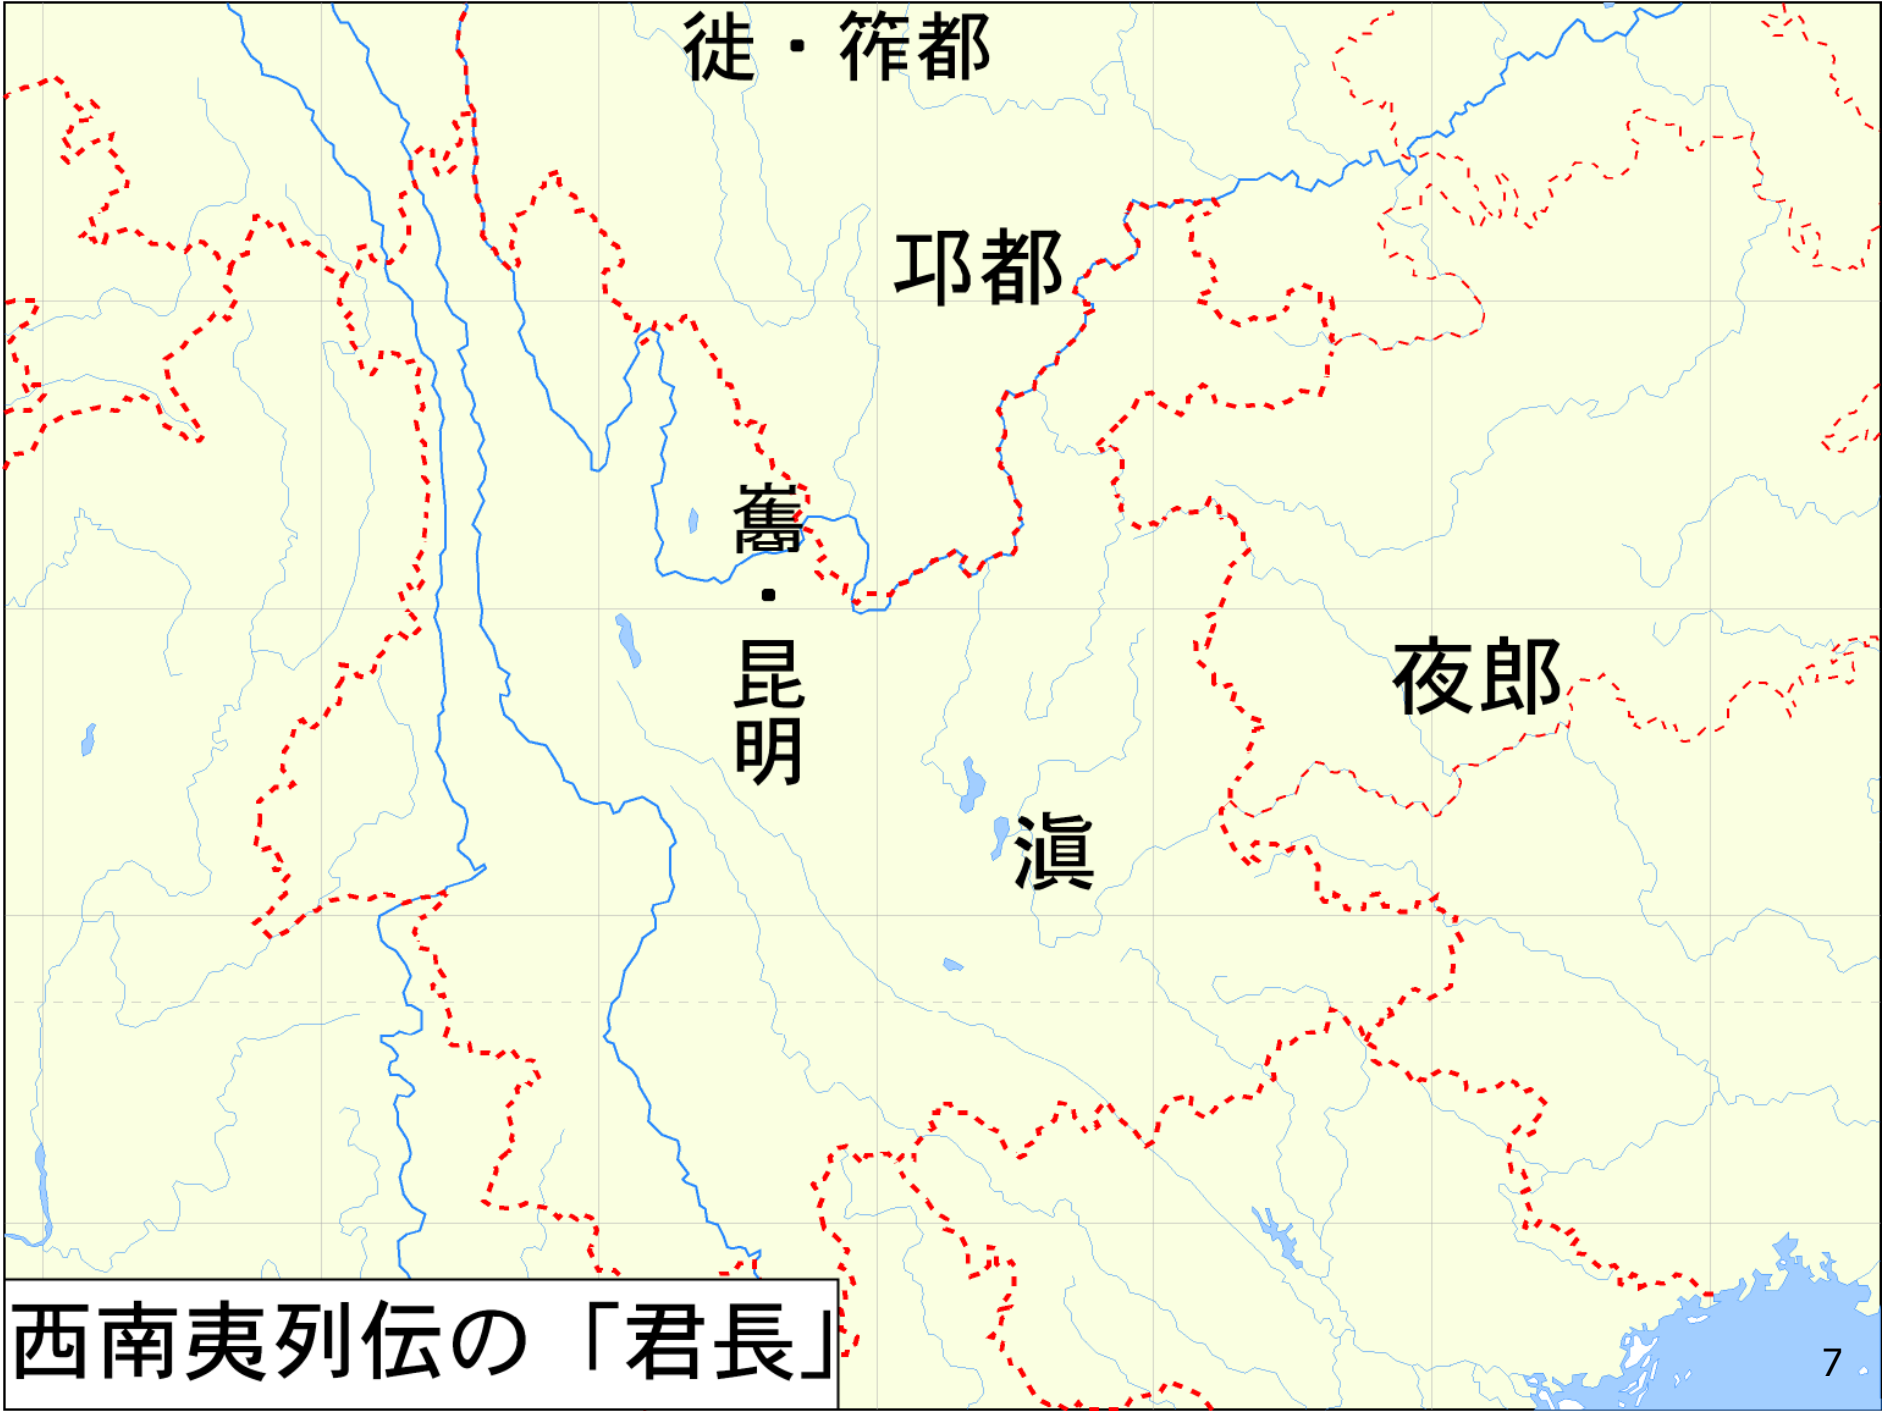 徙・筰都
邛都
巂・昆明
夜郎
滇
西南夷列伝の「君長」
7